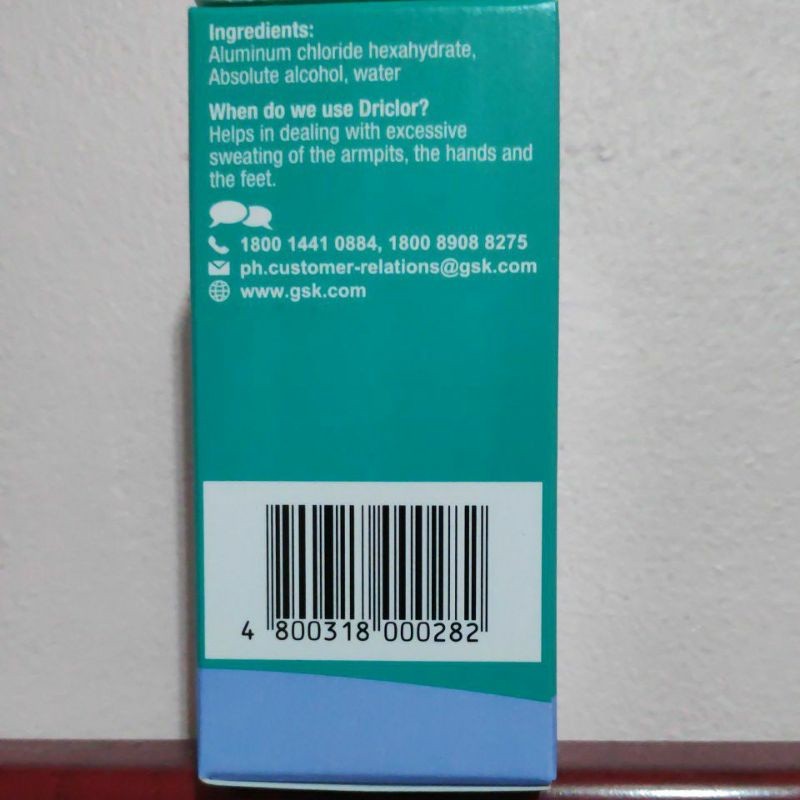 Ingredients:
Aluminum chloride hexahydrate,
Absolute alcohol, water
When do we use Driclor?
Helps in dealing with excessive
sweating of the armpits, the hands and
the feet.
1800 1441 0884, 1800 8908 8275
ph.customer-relations@gsk.com
www.gsk.com
4 800318 000282